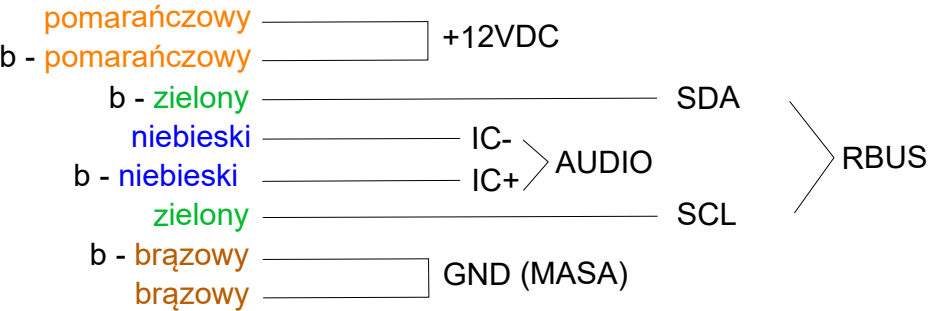 pomarańczowy
+12VDC
b - pomarańczowy
b - zielony
SDA
niebieski
IC-
AUDIO
RBUS
b - niebieski
IC+
zielony
SCL
b - brązowy
GND (MASA)
brązowy